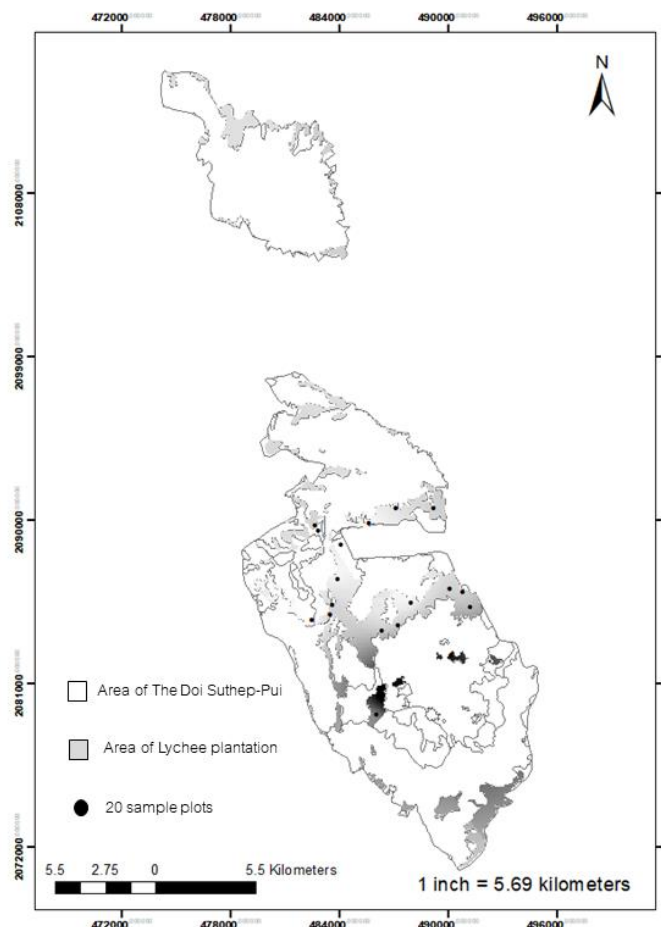 472000 478000 484000 490000 496000
N
2108000
2099000
2090000
2081000
2072000
Area of The Doi Suthep-Pui
Area of Lychee plantation
20 sample plots
5.5 2.75 0 5.5 Kilometers
1 inch = 5.69 kilometers
472000 478000 484000 490000 496000